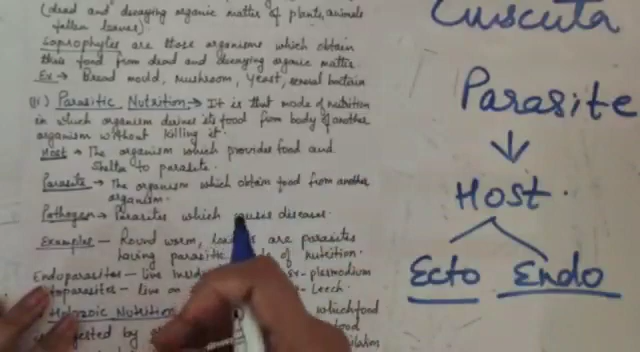 (dead and decaying organic matter of plants, animals
fallen leaves).
Saprophytes are those organisms which obtain
their food from dead and decaying organic matter.
Ex → Bread mould, Mushroom, Yeast, several bacteria
(ii) Parasitic Nutrition → It is that mode of nutrition
in which organism derives its food from body of another
organism without killing it.
Host → The organism which provides food and
shelter to parasite.
Parasite → The organism which obtain food from another
organism.
Pathogen → Parasites which causes diseases.
Examples – Round worm, are parasites
having parasitic of nutrition.
Endoparasites – live Ex – plasmodium
live on – Leech.
Holozoic Nutrition which food
ingested by
Cuscuta
Parasite
↓
Host.
Ecto Endo